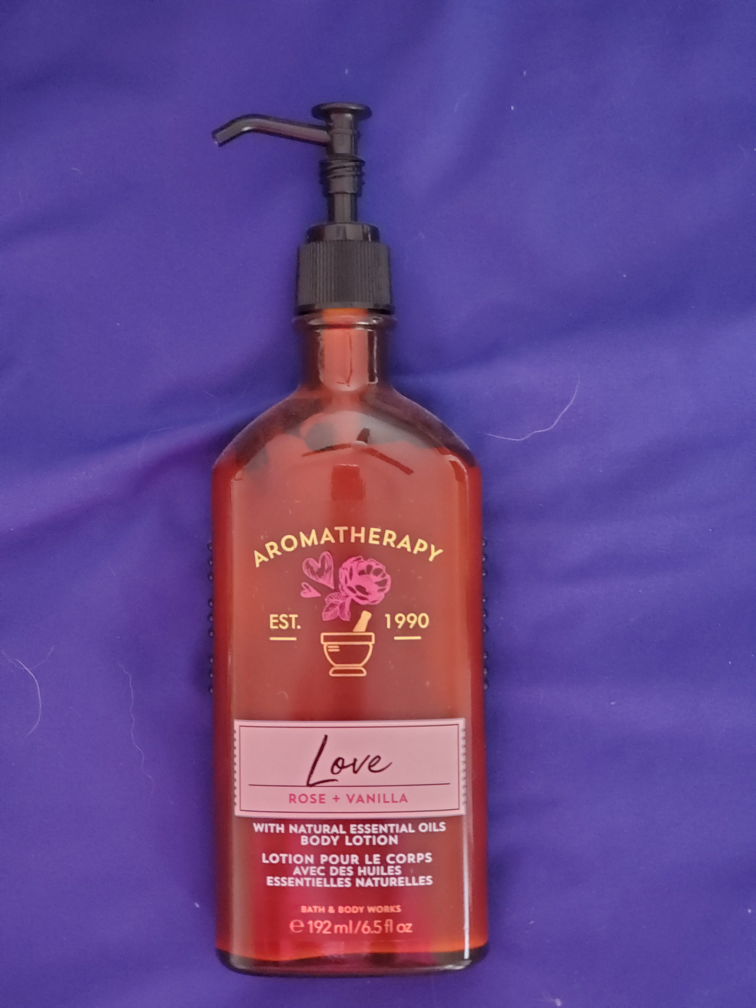 AROMATHERAPY
EST. 1990
Love
ROSE + VANILLA
WITH NATURAL ESSENTIAL OILS
BODY LOTION
LOTION POUR LE CORPS
AVEC DES HUILES
ESSENTIELLES NATURELLES
BATH & BODY WORKS
℮ 192 ml/6.5 fl oz